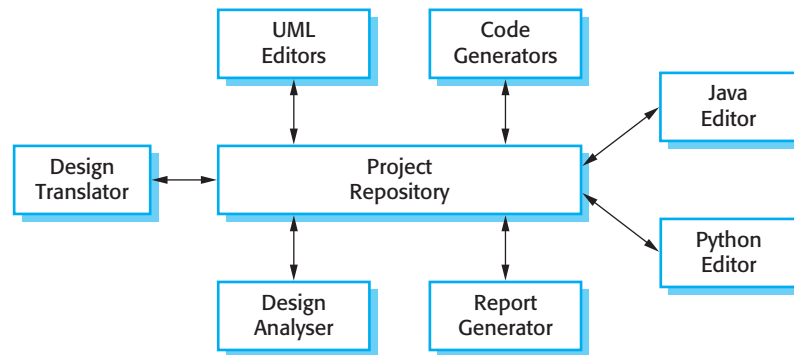 UML
Editors
Code
Generators
Java
Editor
Design
Translator
Project
Repository
Python
Editor
Design
Analyser
Report
Generator